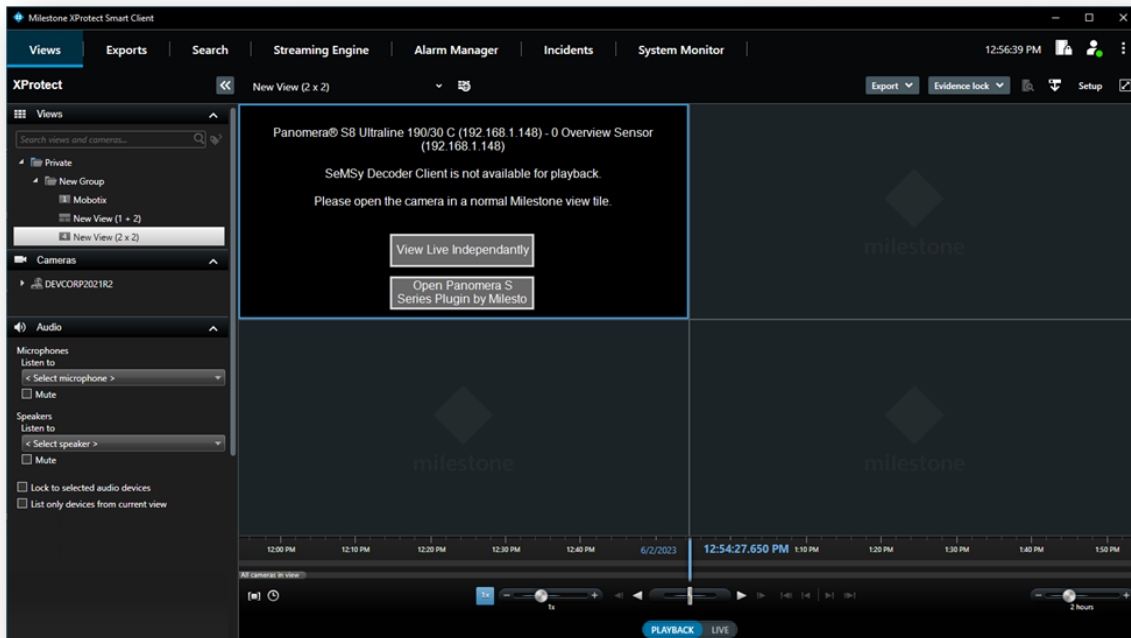 Milestone XProtect Smart Client
Views
Exports
Search
Streaming Engine
Alarm Manager
Incidents
System Monitor
12:56:39 PM
XProtect
New View (2 x 2)
Export
Evidence lock
Setup
Views
Search views and cameras...
Private
New Group
1 Mobotix
New View (1 + 2)
4 New View (2 x 2)
Cameras
DEVCORP2021R2
Audio
Microphones
Listen to
< Select microphone >
Mute
Speakers
Listen to
< Select speaker >
Mute
Lock to selected audio devices
List only devices from current view
Panomera® S8 Ultraline 190/30 C (192.168.1.148) - 0 Overview Sensor
(192.168.1.148)
SeMSy Decoder Client is not available for playback.
Please open the camera in a normal Milestone view tile.
View Live Independantly
Open Panomera S
Series Plugin by Milesto
milestone
milestone
milestone
12:00 PM
12:10 PM
12:20 PM
12:30 PM
12:40 PM
6/2/2023
12:54:27.650 PM
1:10 PM
1:20 PM
1:30 PM
1:40 PM
1:50 PM
All cameras in view
1x
1x
2 hours
PLAYBACK
LIVE